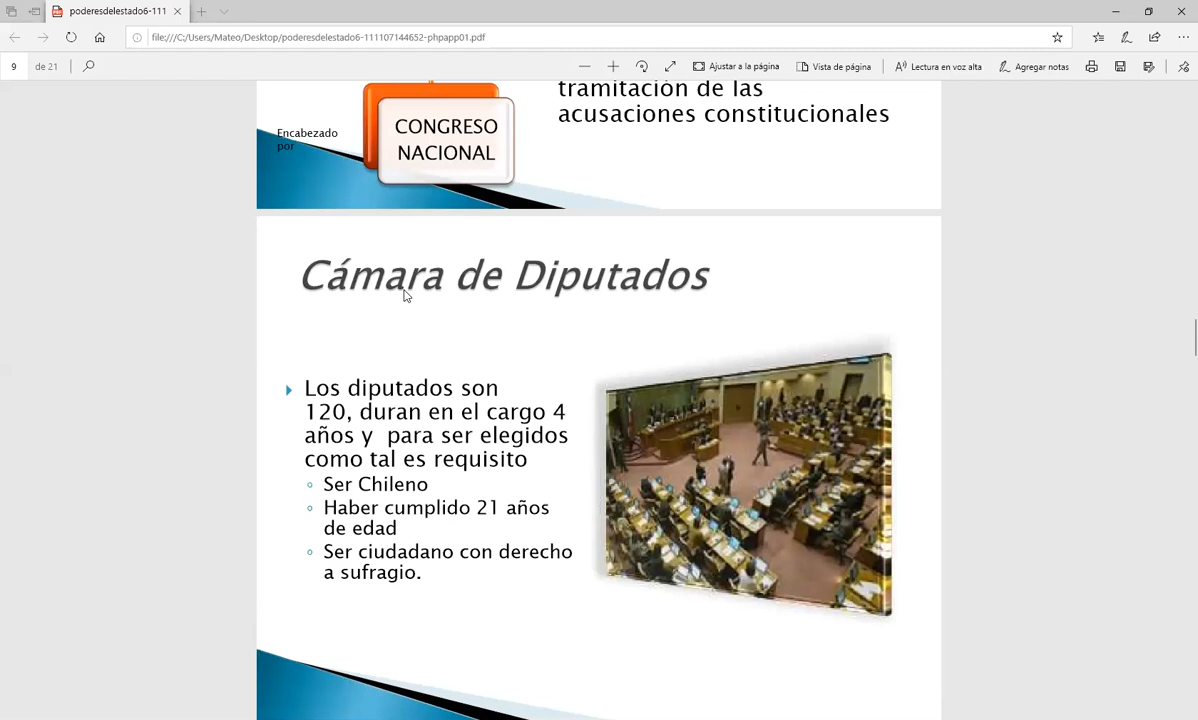 poderesdelestado6-111
file:///C:/Users/Mateo/Desktop/poderesdelestado6-111107144652-phpapp01.pdf
9 de 21
Ajustar a la página
Vista de página
Lectura en voz alta
Agregar notas
tramitación de las
acusaciones constitucionales
Encabezado
por
CONGRESO
NACIONAL
Cámara de Diputados
Los diputados son
120, duran en el cargo 4
años y para ser elegidos
como tal es requisito
Ser Chileno
Haber cumplido 21 años
de edad
Ser ciudadano con derecho
a sufragio.